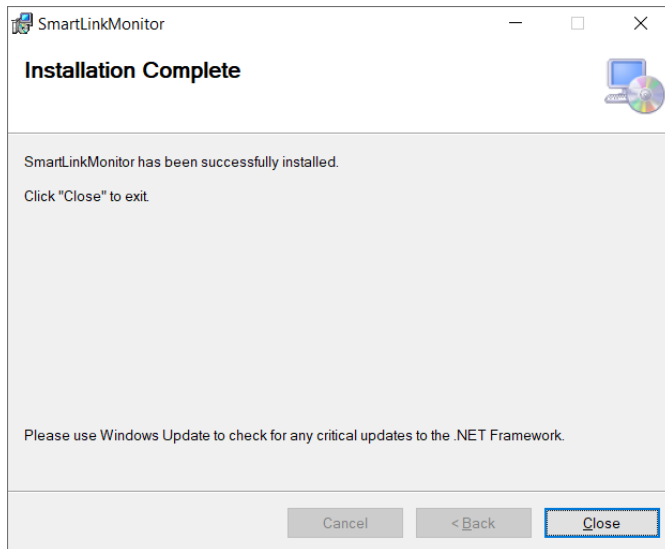 SmartLinkMonitor
Installation Complete
SmartLinkMonitor has been successfully installed.
Click "Close" to exit.
Please use Windows Update to check for any critical updates to the .NET Framework.
Cancel
< Back
Close